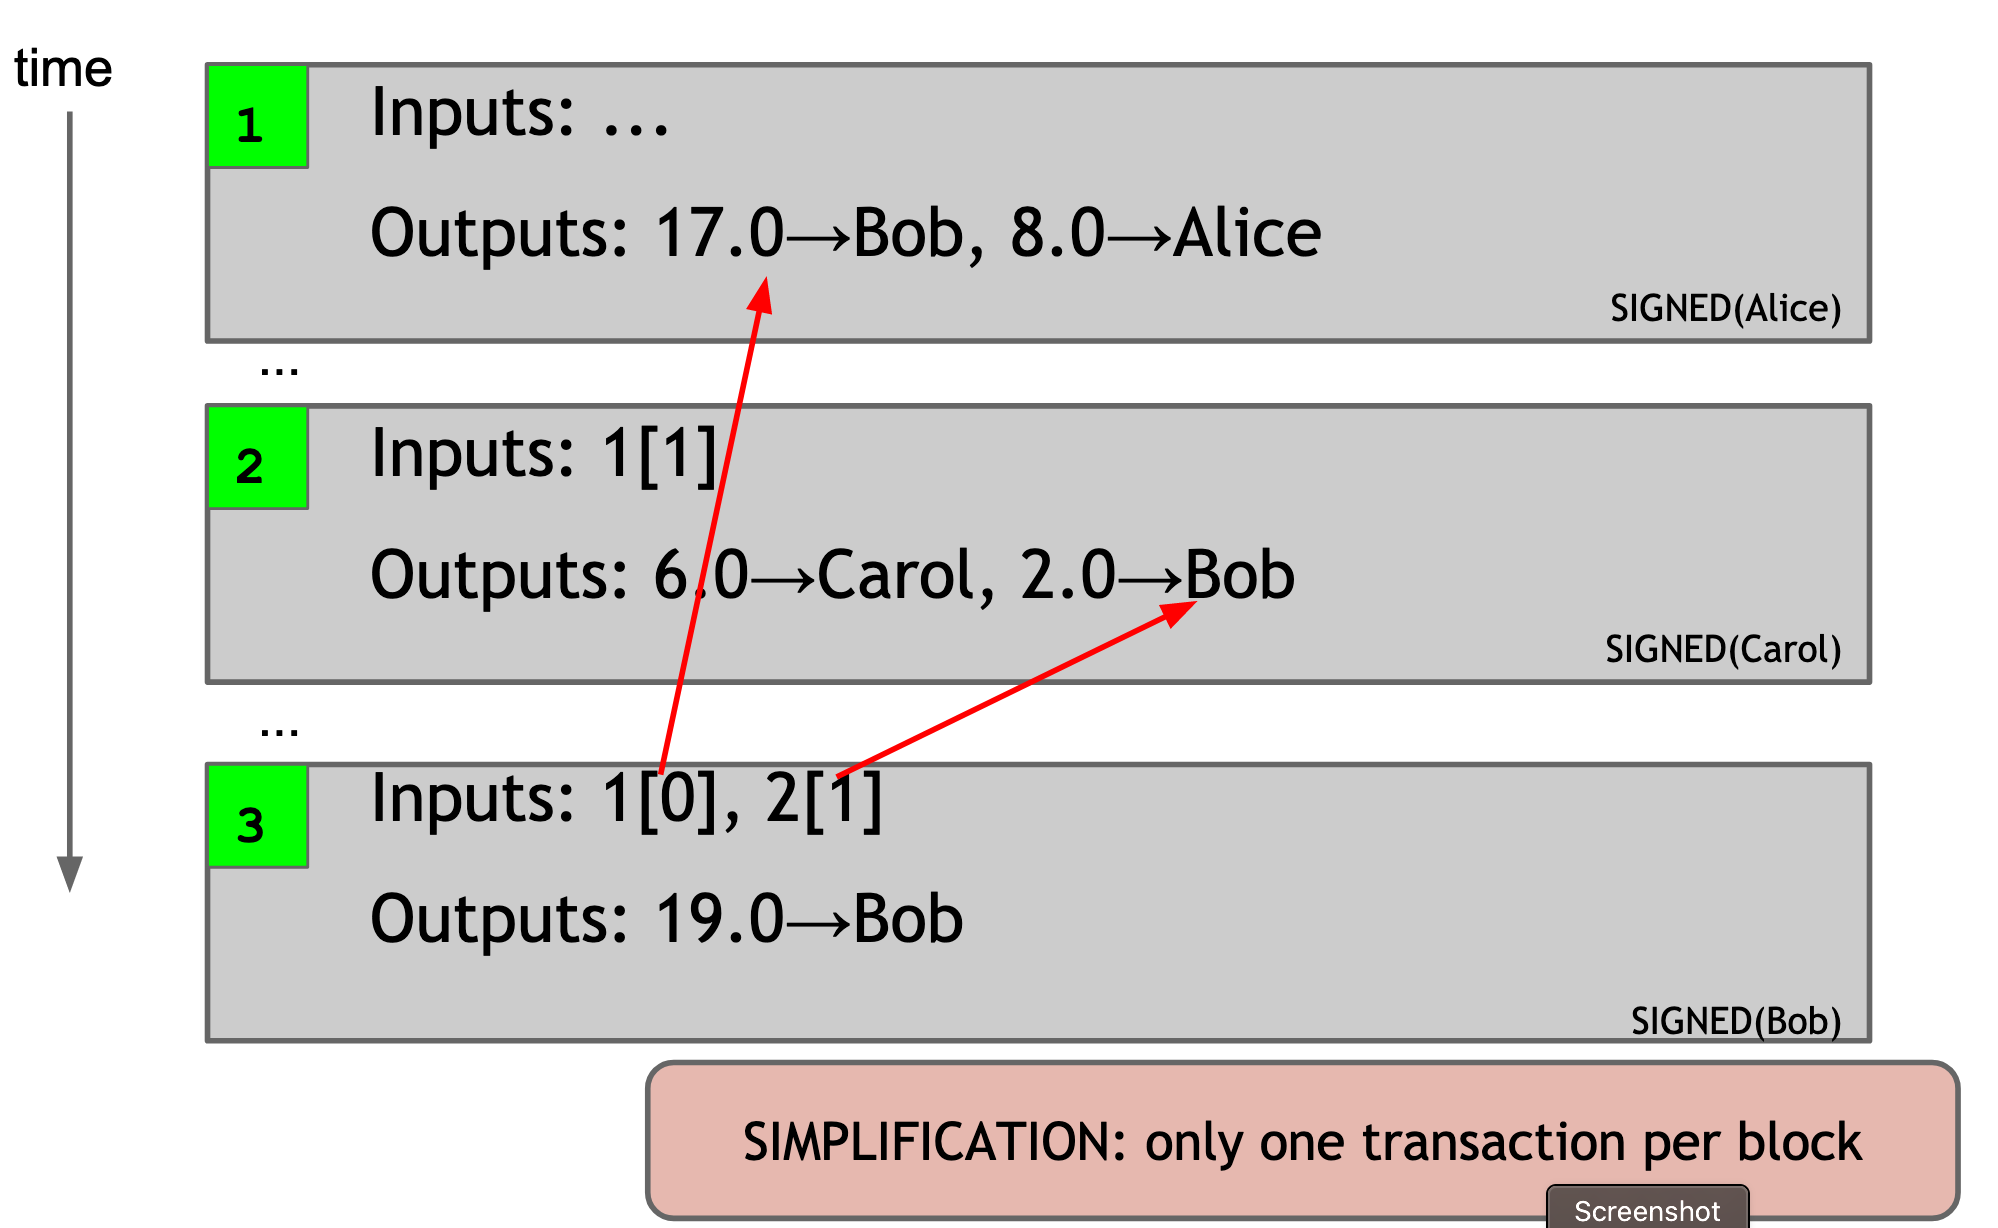 time
1
Inputs: ...
Outputs: 17.0→Bob, 8.0→Alice
SIGNED(Alice)
...
2
Inputs: 1[1]
Outputs: 6.0→Carol, 2.0→Bob
SIGNED(Carol)
...
3
Inputs: 1[0], 2[1]
Outputs: 19.0→Bob
SIGNED(Bob)
SIMPLIFICATION: only one transaction per block
Screenshot